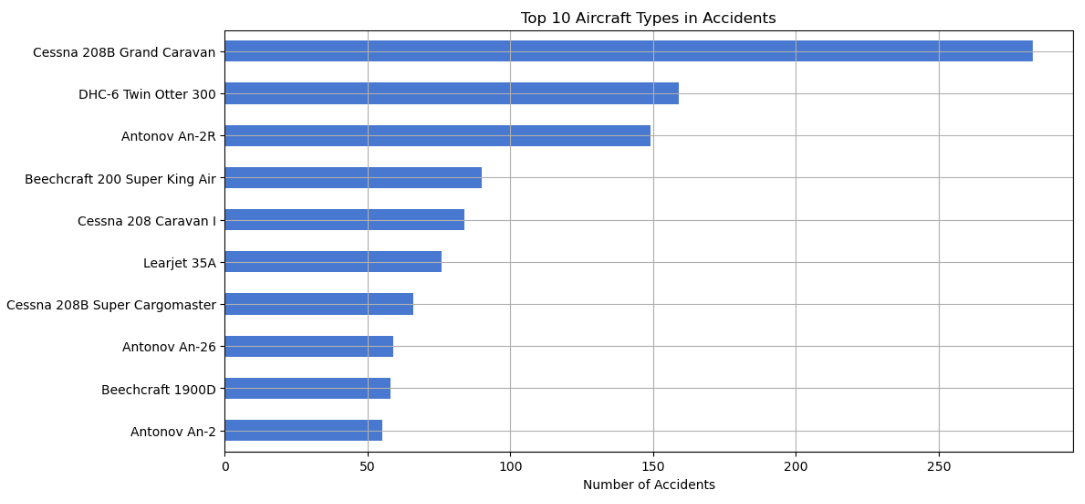 Top 10 Aircraft Types in Accidents
Cessna 208B Grand Caravan
DHC-6 Twin Otter 300
Antonov An-2R
Beechcraft 200 Super King Air
Cessna 208 Caravan I
Learjet 35A
Cessna 208B Super Cargomaster
Antonov An-26
Beechcraft 1900D
Antonov An-2
0 50 100 150 200 250
Number of Accidents